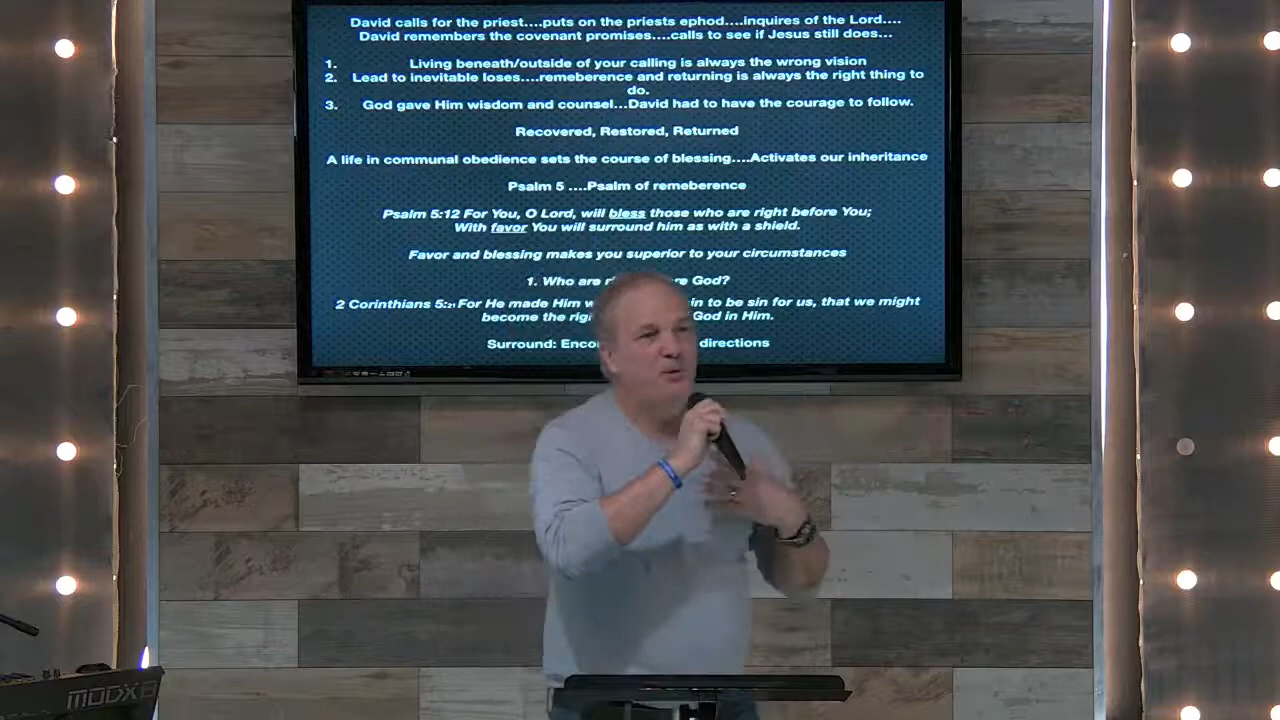 David calls for the priest....puts on the priests ephod....inquires of the Lord....
David remembers the covenant promises....calls to see if Jesus still does...
1. Living beneath/outside of your calling is always the wrong vision
2. Lead to inevitable loses....remeberence and returning is always the right thing to
do.
3. God gave Him wisdom and counsel...David had to have the courage to follow.
Recovered, Restored, Returned
A life in communal obedience sets the course of blessing....Activates our inheritance
Psalm 5 ....Psalm of remeberence
Psalm 5:12 For You, O Lord, will bless those who are right before You;
With favor You will surround him as with a shield.
Favor and blessing makes you superior to your circumstances
1. Who are God?
2 Corinthians 5:21 For He made Him in to be sin for us, that we might
become the God in Him.
Surround: directions
MODX8